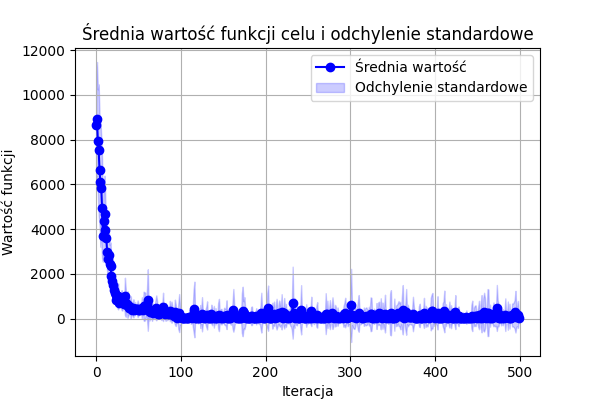 Średnia wartość funkcji celu i odchylenie standardowe
12000
10000
8000
6000
4000
2000
0
Wartość funkcji
Średnia wartość
Odchylenie standardowe
0 100 200 300 400 500
Iteracja